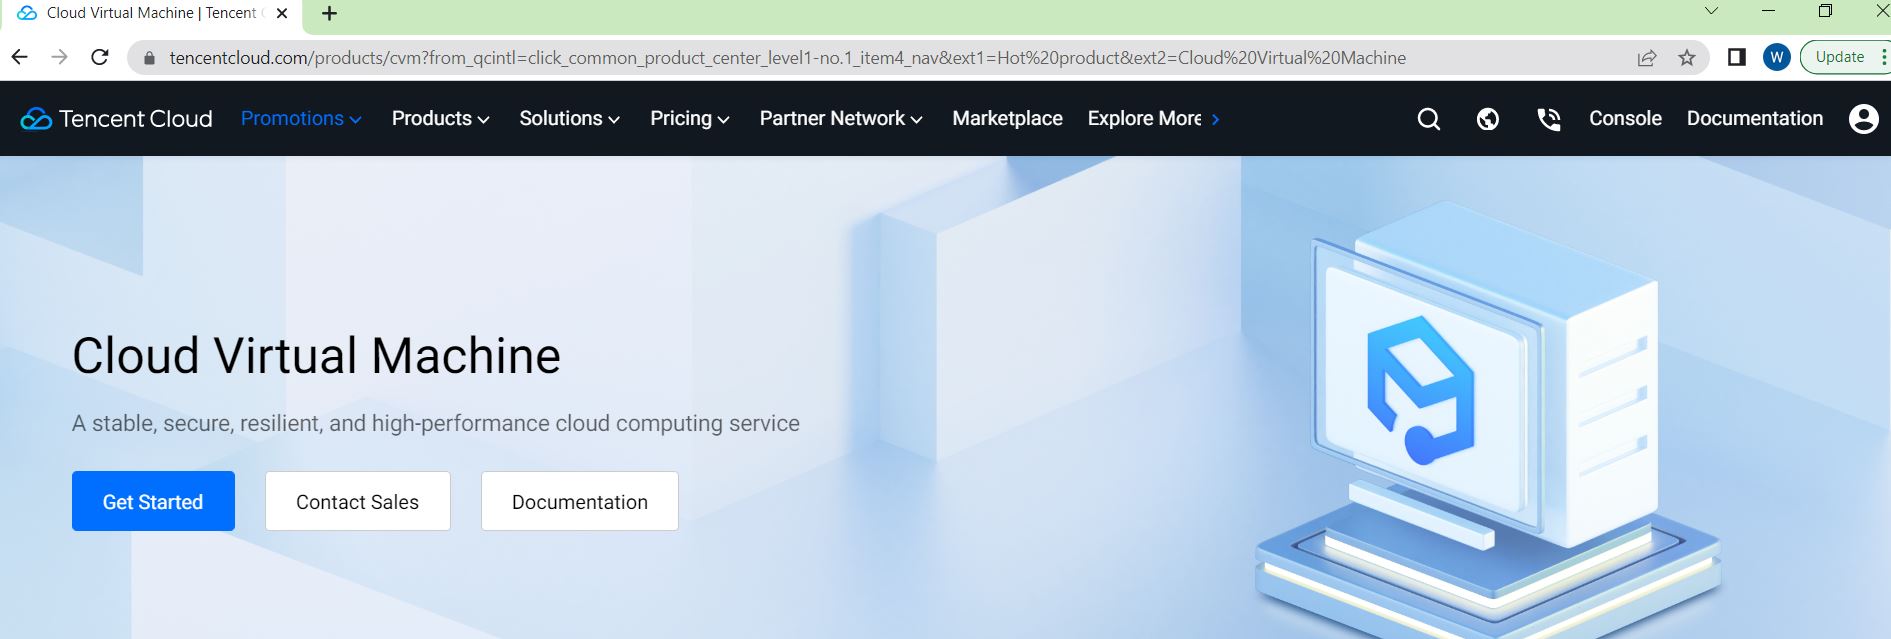 Cloud Virtual Machine | Tencent C
tencentcloud.com/products/cvm?from_qcintl=click_common_product_center_level1-no.1_item4_nav&ext1=Hot%20product&ext2=Cloud%20Virtual%20Machine
W
Update
Tencent Cloud Promotions Products Solutions Pricing Partner Network Marketplace Explore More Console Documentation
Cloud Virtual Machine
A stable, secure, resilient, and high-performance cloud computing service
Get Started Contact Sales Documentation